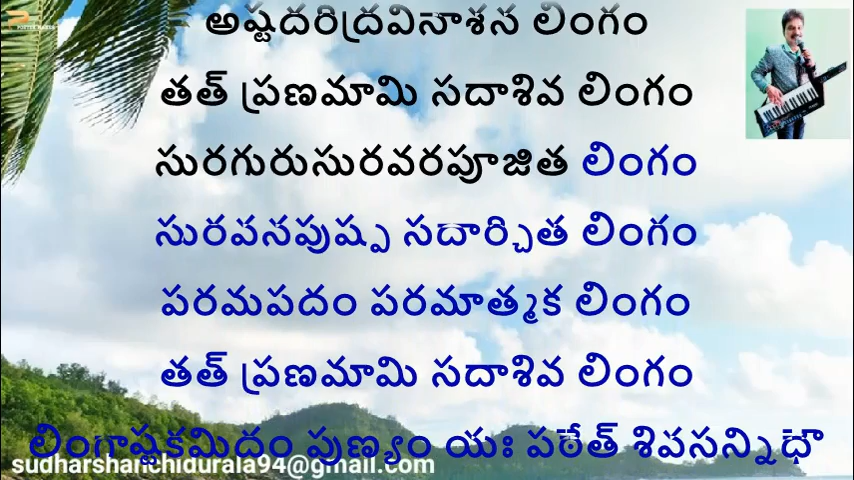 అష్టదరిద్రవినాశన లింగం
తత్ ప్రణమామి సదాశివ లింగం
సురగురుసురవరపూజిత లింగం
సురవనపుష్ప సదార్చిత లింగం
పరమపదం పరమాత్మక లింగం
తత్ ప్రణమామి సదాశివ లింగం
లింగాష్టకమిదం పుణ్యం యః పఠేత్ శివసన్నిధౌ
sudharshanchidurala94@gmail.com